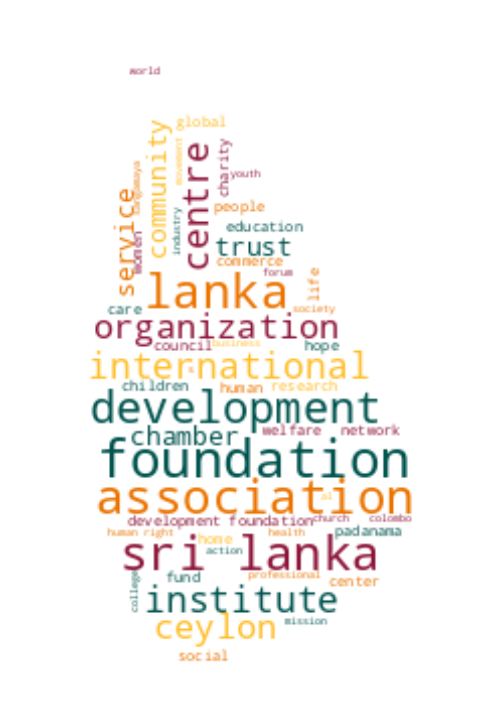 world
global
community
movement
centre
charity
youth
sangamaya
service
women
industry
people
education
trust
commerce
forum
life
lanka
society
care
organization
council
business
hope
international
children
human
research
development
chamber
welfare
network
foundation
association
al
development foundation
church
colombo
human right
home
health
padanama
action
sri lanka
college
fund
professional
center
institute
ceylon
mission
social